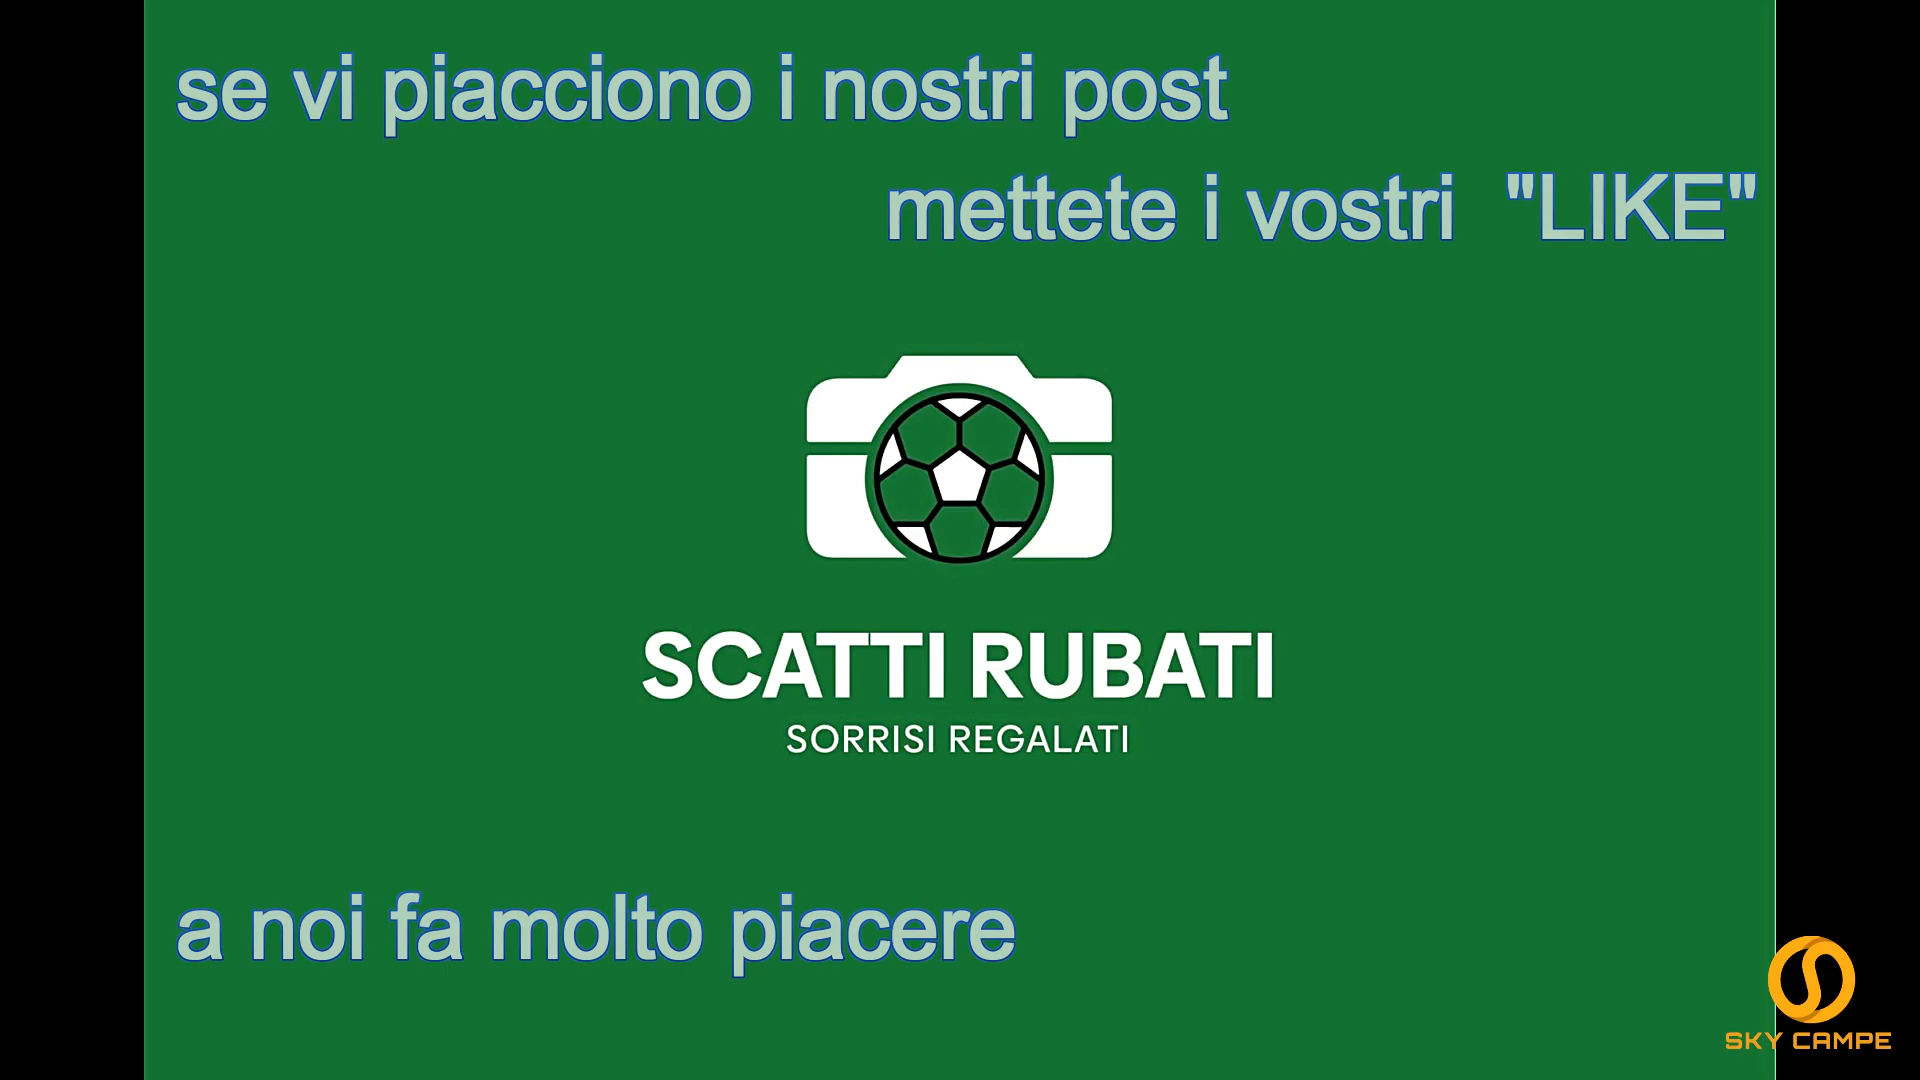 se vi piacciono i nostri post
mettete i vostri "LIKE"
SCATTI RUBATI
SORRISI REGALATI
a noi fa molto piacere
SKY CAMPE